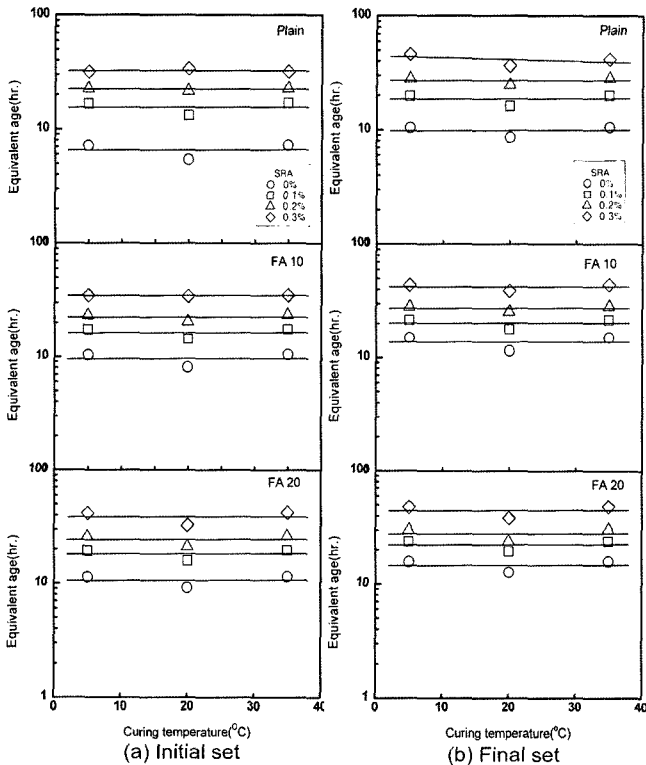 100
Plain
Equivalent age(hr.)
10
SRA
0%
0.1%
0.2%
0.3%
100
FA 10
Equivalent age(hr.)
10
100
FA 20
Equivalent age(hr.)
10
1
0 10 20 30 40
Curing temperature(°C)
(a) Initial set
100
Plain
Equivalent age(hr.)
10
SRA
0%
0.1%
0.2%
0.3%
100
FA 10
Equivalent age(hr.)
10
100
FA 20
Equivalent age(hr.)
10
1
0 10 20 30 40
Curing temperature(°C)
(b) Final set